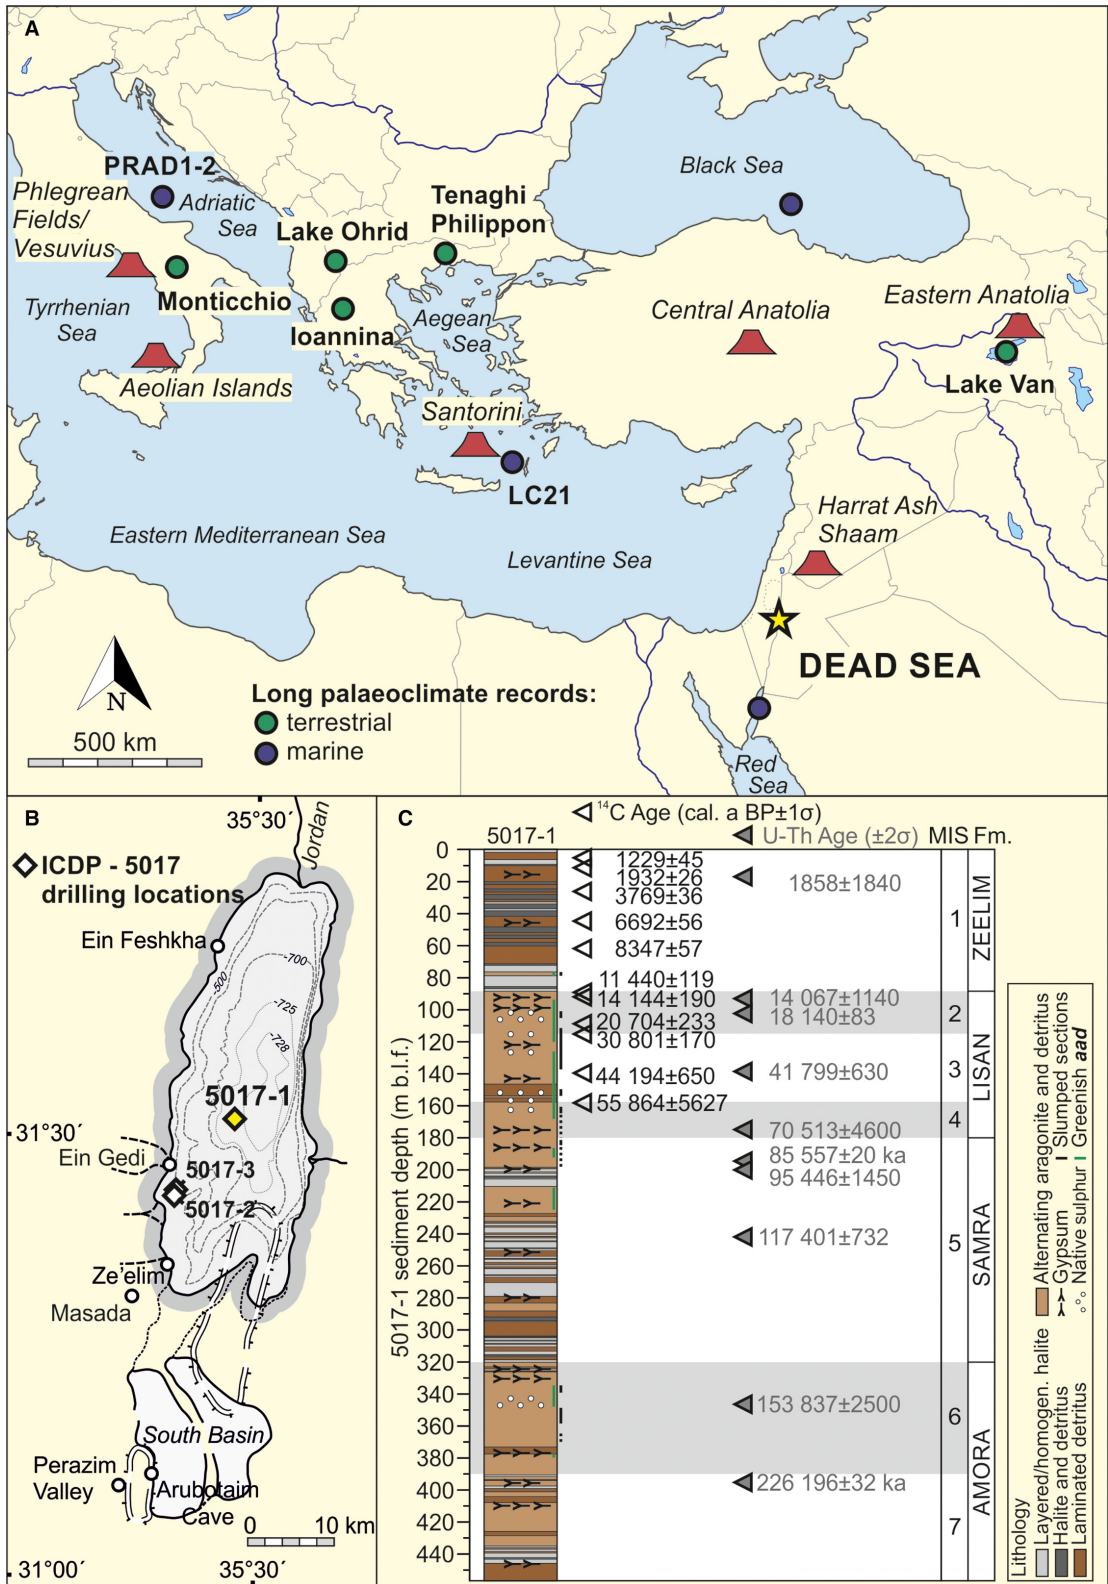 A
PRAD1-2
Phlegrean
Fields/
Vesuvius
Adriatic
Sea
Black Sea
Tenaghi
Philippon
Lake Ohrid
Monticchio
Ioannina
Tyrrhenian
Sea
Aegean
Sea
Central Anatolia
Eastern Anatolia
Lake Van
Aeolian Islands
Santorini
LC21
Harrat Ash
Shaam
Eastern Mediterranean Sea
Levantine Sea
DEAD SEA
N
500 km
Long palaeoclimate records:
terrestrial
marine
Red
Sea
B
35°30´
Jordan
ICDP - 5017
drilling locations
Ein Feshkha
-700
-500
-725
-728
5017-1
31°30´
Ein Gedi
5017-3
5017-2
Ze'elim
Masada
South Basin
Perazim
Valley
Arubotaim
Cave
0 10 km
31°00´ 35°30´
C
¹⁴C Age (cal. a BP±1σ)
5017-1
U-Th Age (±2σ)
MIS Fm.
5017-1 sediment depth (m b.l.f.)
0
20
40
60
80
100
120
140
160
180
200
220
240
260
280
300
320
340
360
380
400
420
440
1229±45
1932±26
3769±36
6692±56
8347±57
11 440±119
14 144±190
20 704±233
30 801±170
44 194±650
55 864±5627
1858±1840
14 067±1140
18 140±83
41 799±630
70 513±4600
85 557±20 ka
95 446±1450
117 401±732
153 837±2500
226 196±32 ka
1
2
3
4
5
6
7
ZEELIM
LISAN
SAMRA
AMORA
Lithology
Layered/homogen. halite
Halite and detritus
Laminated detritus
Alternating aragonite and detritus
Gypsum
Slumped sections
Native sulphur
Greenish aad